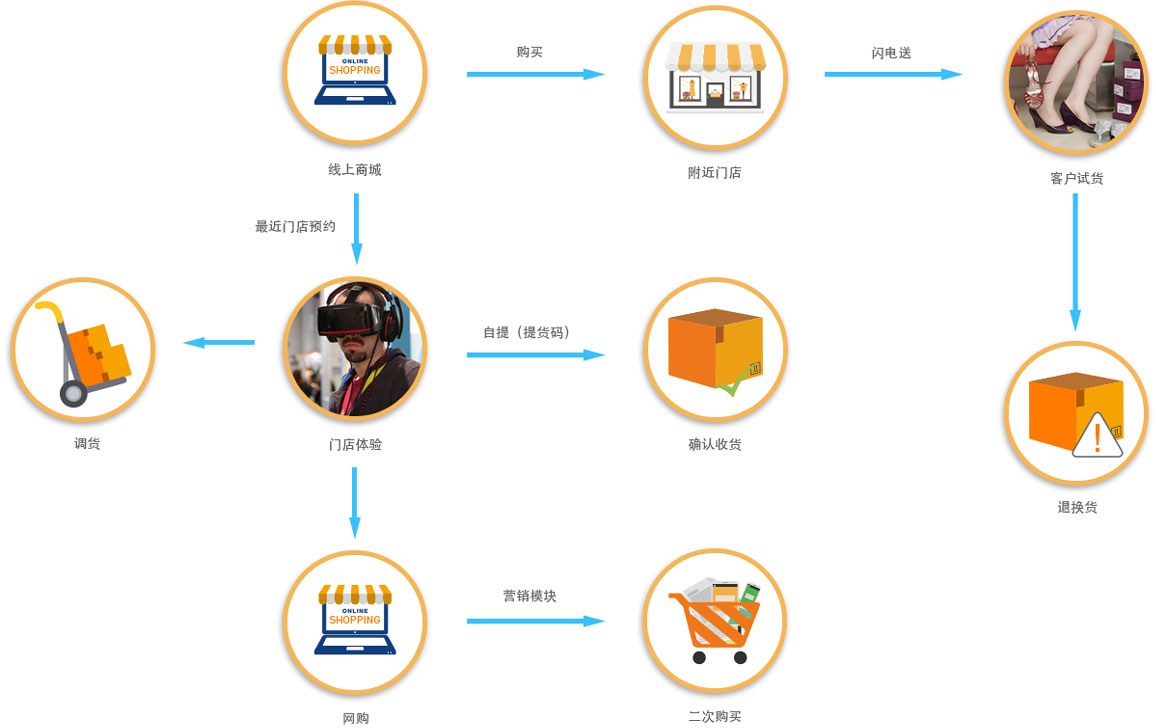 ONLINE
SHOPPING
购买
闪电送
线上商城
附近门店
客户试货
最近门店预约
自提（提货码）
调货
门店体验
确认收货
退换货
ONLINE
SHOPPING
营销模块
网购
二次购买